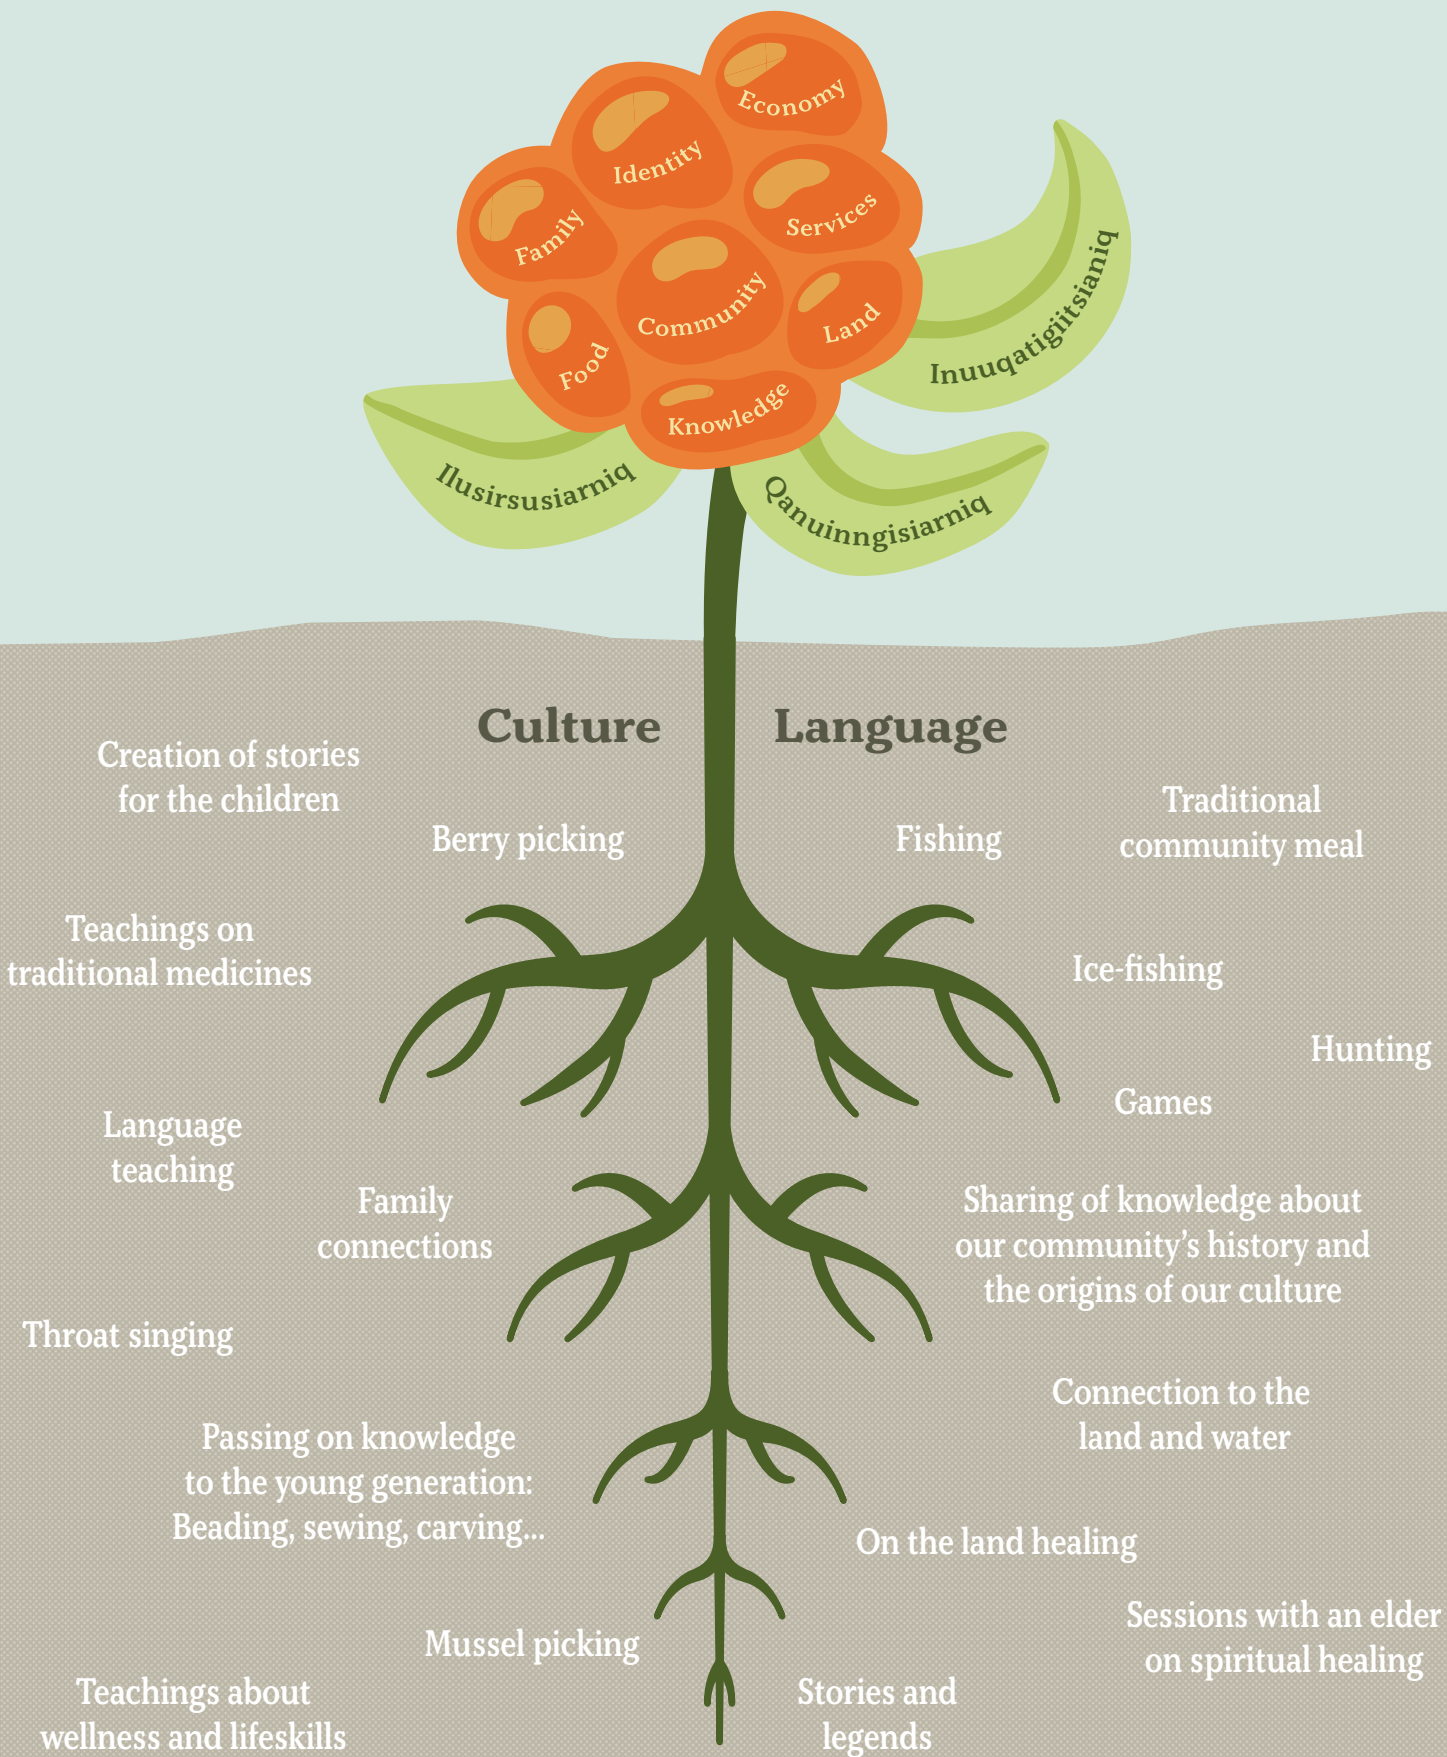 Economy
Identity
Services
Family
Community
Land
Food
Knowledge
Inuuqatigiitsianiq
Ilusirsusiarniq
Qanuinngisiarniq
Culture
Language
Creation of stories
for the children
Berry picking
Fishing
Traditional
community meal
Teachings on
traditional medicines
Ice-fishing
Hunting
Games
Language
teaching
Family
connections
Sharing of knowledge about
our community's history and
the origins of our culture
Throat singing
Connection to the
land and water
Passing on knowledge
to the young generation:
Beading, sewing, carving...
On the land healing
Sessions with an elder
on spiritual healing
Mussel picking
Teachings about
wellness and lifeskills
Stories and
legends